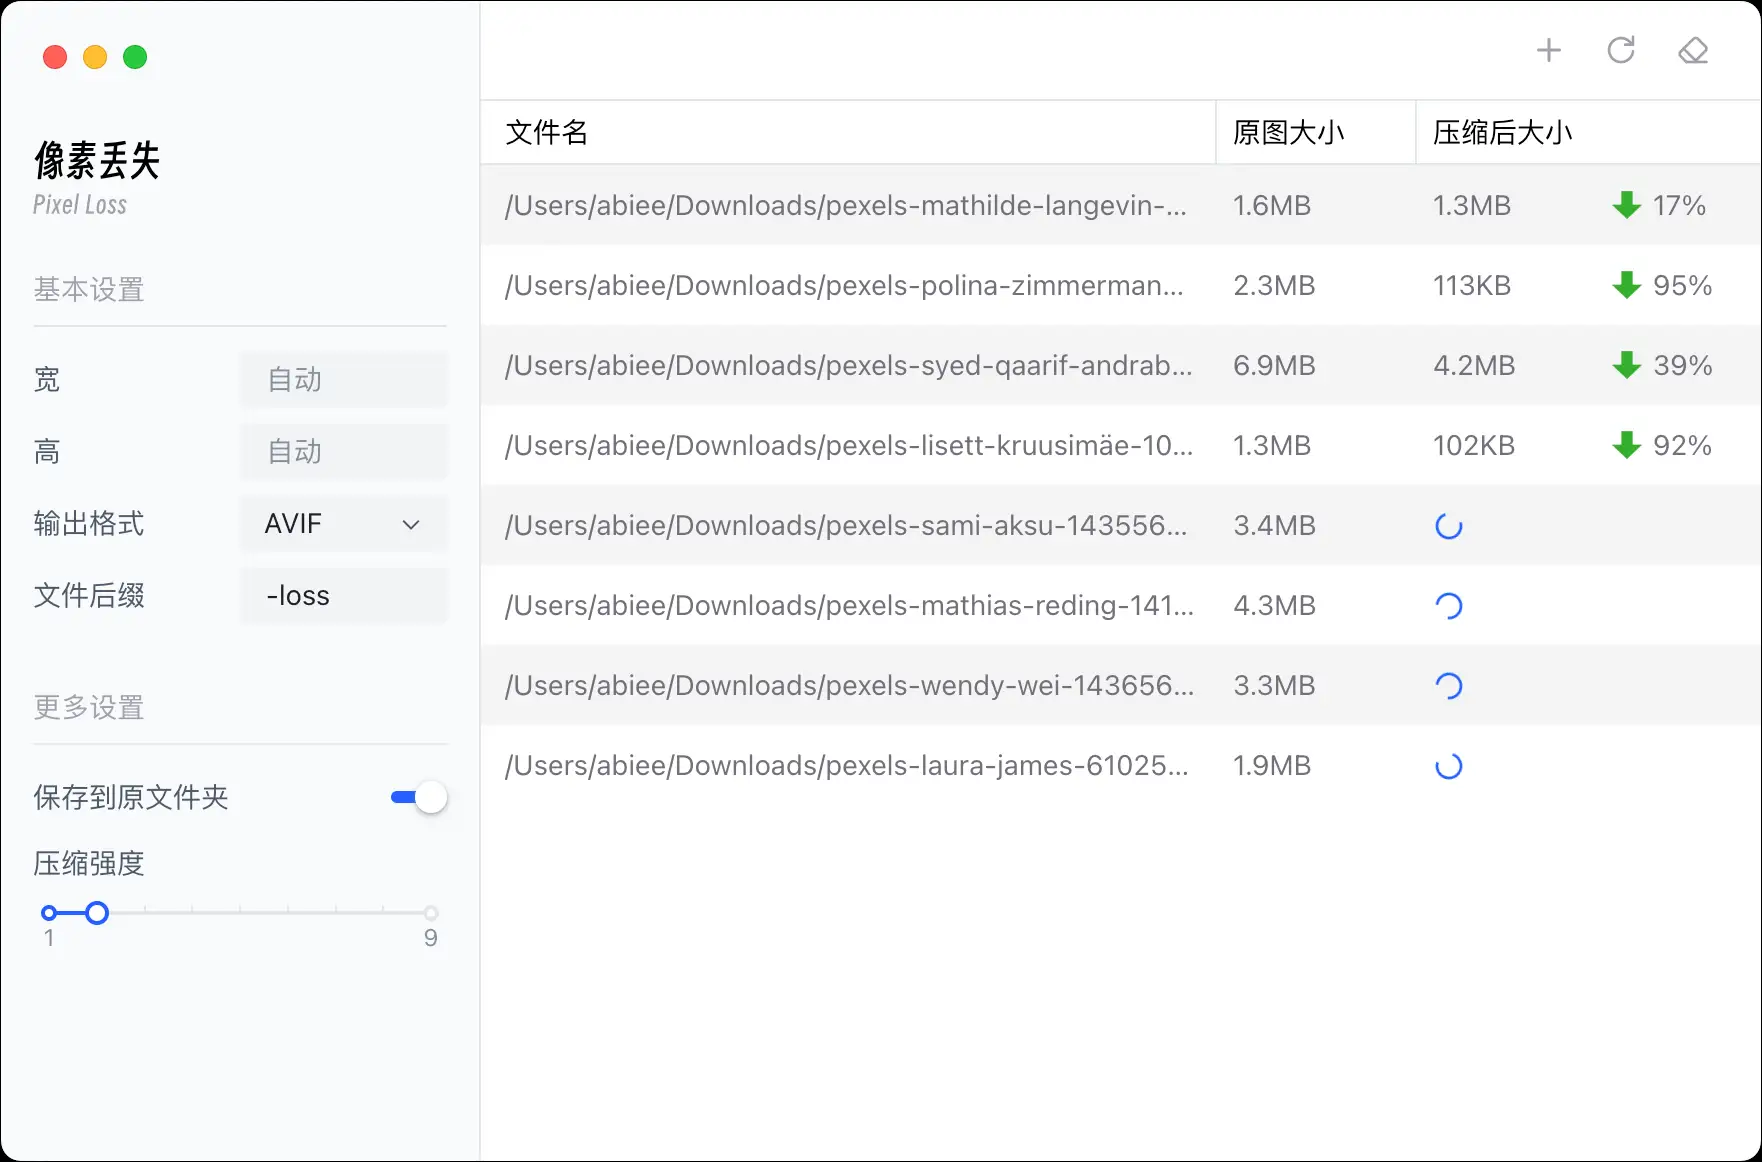 像素丢失
Pixel Loss
基本设置
宽 自动
高 自动
输出格式 AVIF
文件后缀 -loss
更多设置
保存到原文件夹
压缩强度
1 9
文件名 原图大小 压缩后大小
/Users/abiee/Downloads/pexels-mathilde-langevin-... 1.6MB 1.3MB 17%
/Users/abiee/Downloads/pexels-polina-zimmerman... 2.3MB 113KB 95%
/Users/abiee/Downloads/pexels-syed-qaarif-andrab... 6.9MB 4.2MB 39%
/Users/abiee/Downloads/pexels-lisett-kruusimäe-10... 1.3MB 102KB 92%
/Users/abiee/Downloads/pexels-sami-aksu-143556... 3.4MB
/Users/abiee/Downloads/pexels-mathias-reding-141... 4.3MB
/Users/abiee/Downloads/pexels-wendy-wei-143656... 3.3MB
/Users/abiee/Downloads/pexels-laura-james-61025... 1.9MB